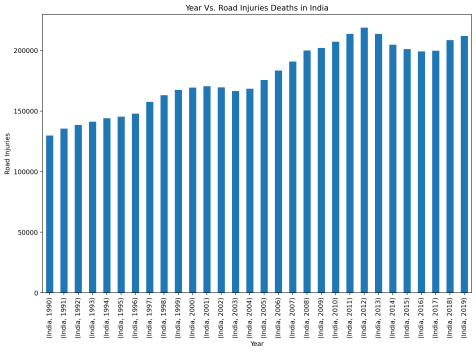 Year Vs. Road Injuries Deaths in India
200000
150000
100000
50000
0
Road Injuries
(India, 1990)
(India, 1991)
(India, 1992)
(India, 1993)
(India, 1994)
(India, 1995)
(India, 1996)
(India, 1997)
(India, 1998)
(India, 1999)
(India, 2000)
(India, 2001)
(India, 2002)
(India, 2003)
(India, 2004)
(India, 2005)
(India, 2006)
(India, 2007)
(India, 2008)
(India, 2009)
(India, 2010)
(India, 2011)
(India, 2012)
(India, 2013)
(India, 2014)
(India, 2015)
(India, 2016)
(India, 2017)
(India, 2018)
(India, 2019)
Year